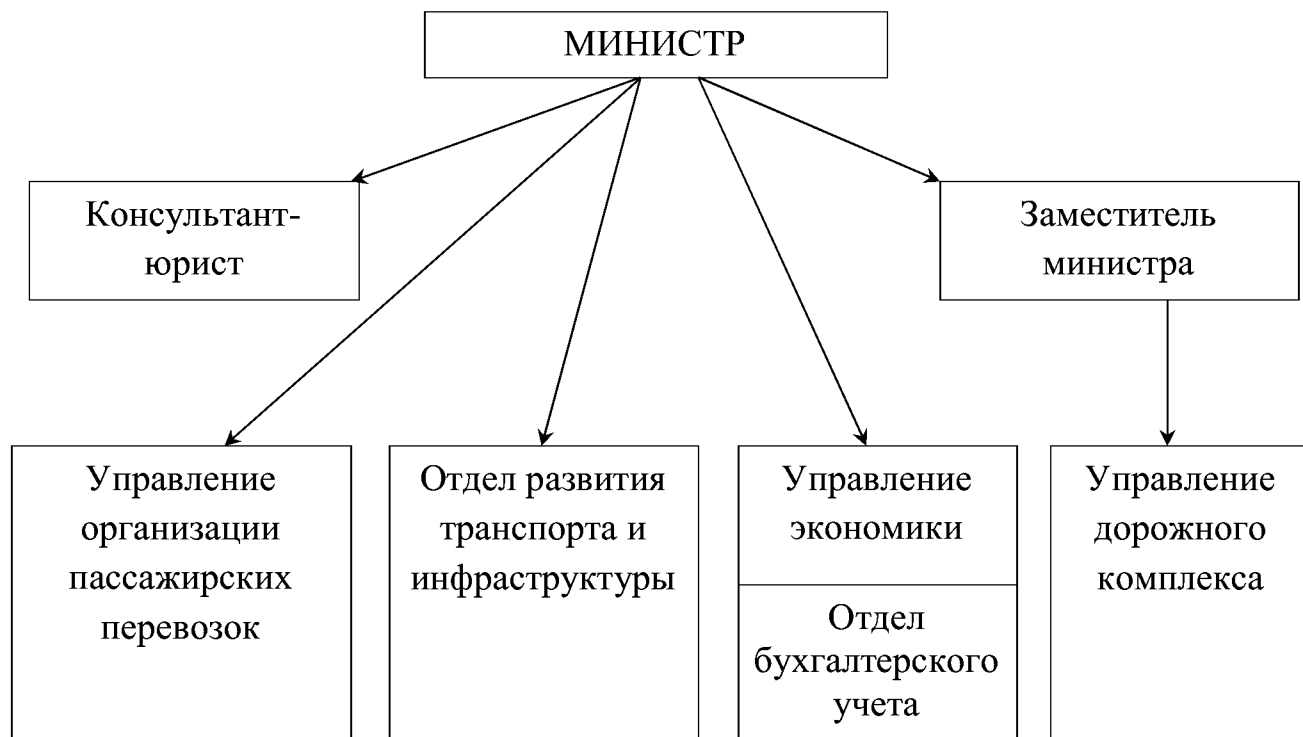 МИНИСТР
Консультант-
юрист
Заместитель
министра
Управление
организации
пассажирских
перевозок
Отдел развития
транспорта и
инфраструктуры
Управление
экономики
Отдел
бухгалтерского
учета
Управление
дорожного
комплекса